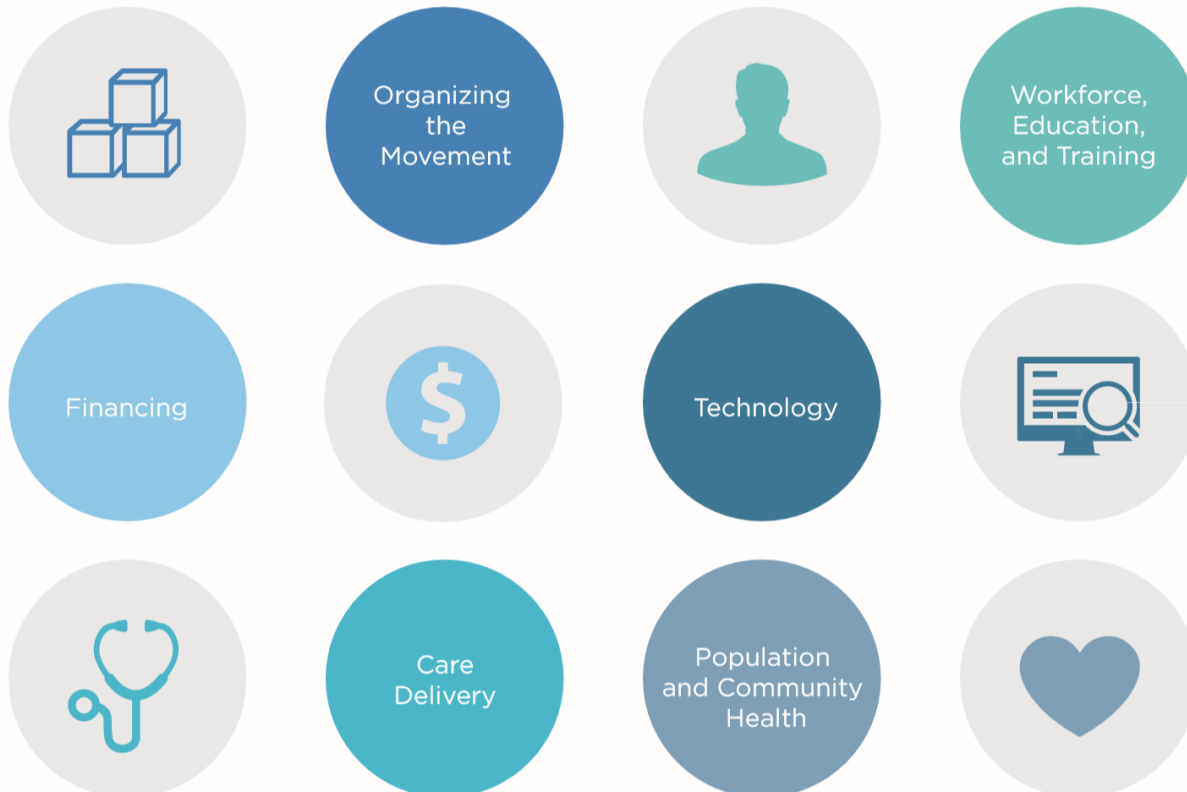 Organizing
the
Movement
Workforce,
Education,
and Training
Financing
$
Technology
Care
Delivery
Population
and Community
Health